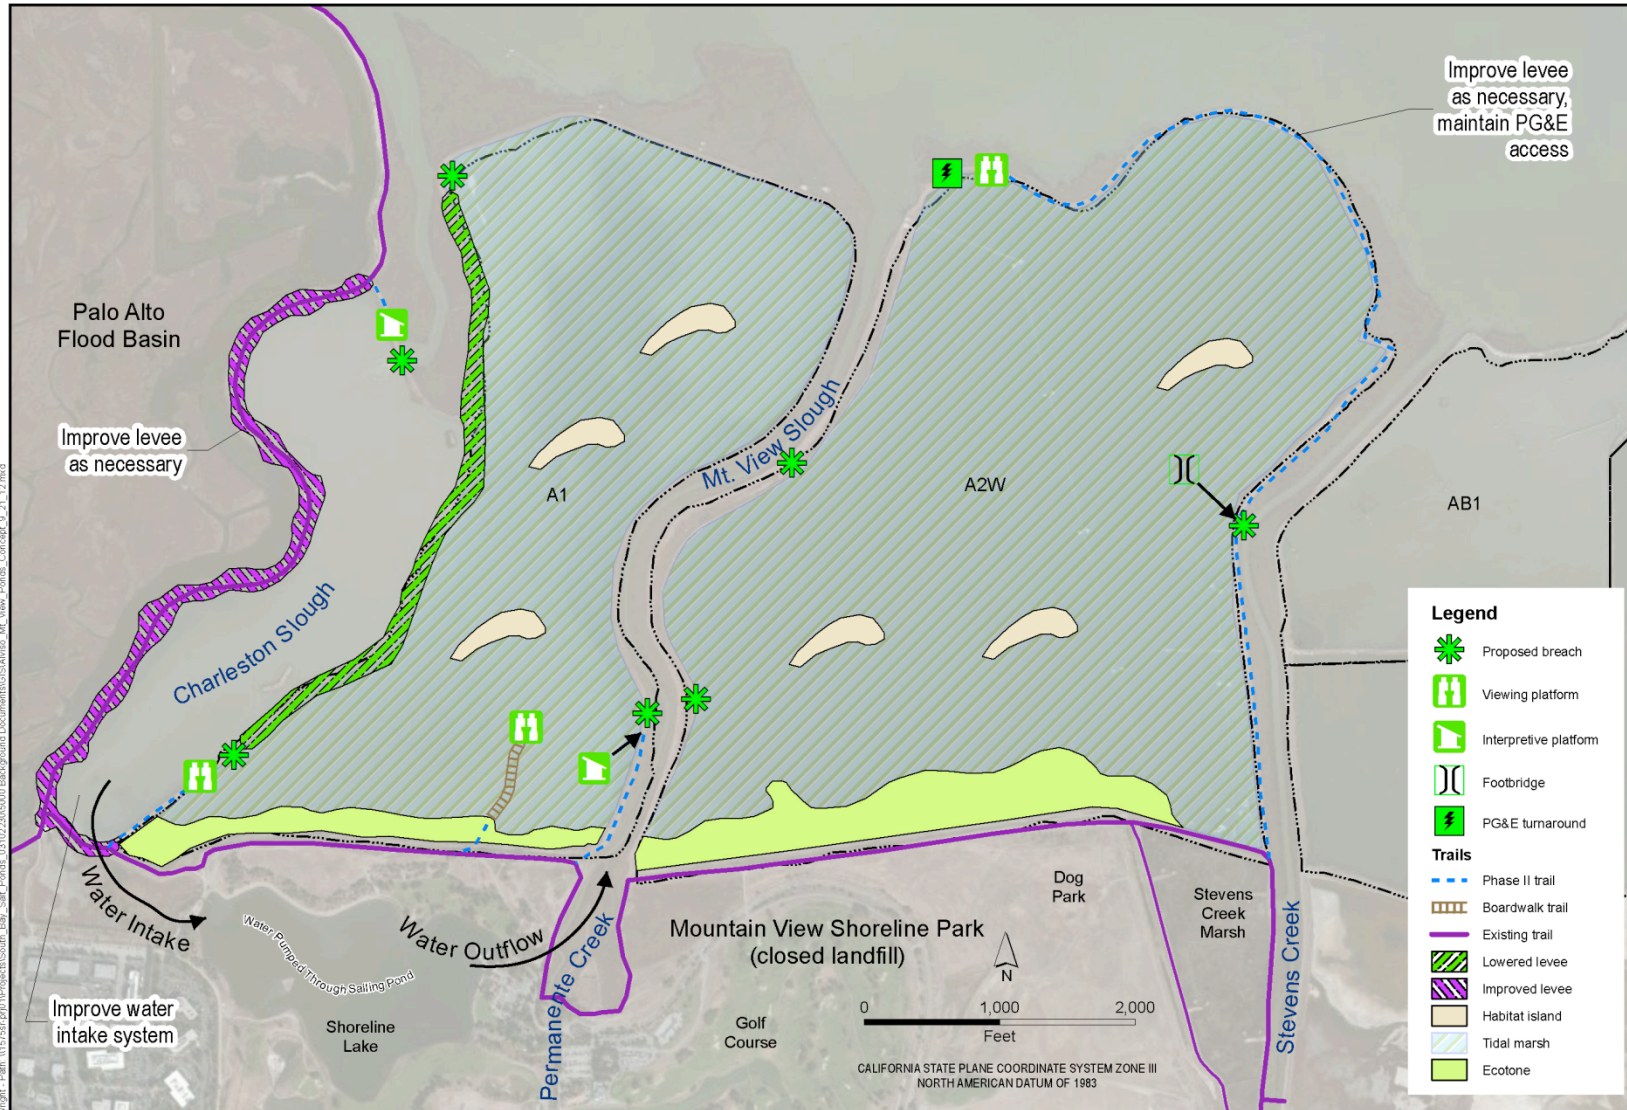 Improve levee
as necessary,
maintain PG&E
access
Palo Alto
Flood Basin
Improve levee
as necessary
Mt. View Slough
A1
A2W
AB1
Charleston Slough
Water Intake
Water Outflow
Water Pumped Through Sailing Pond
Improve water
intake system
Shoreline
Lake
Permanente Creek
Mountain View Shoreline Park
(closed landfill)
Golf
Course
Dog
Park
Stevens
Creek
Marsh
Stevens Creek
N
0 1,000 2,000
Feet
CALIFORNIA STATE PLANE COORDINATE SYSTEM ZONE III
NORTH AMERICAN DATUM OF 1983
Legend
Proposed breach
Viewing platform
Interpretive platform
Footbridge
PG&E turnaround
Trails
Phase II trail
Boardwalk trail
Existing trail
Lowered levee
Improved levee
Habitat island
Tidal marsh
Ecotone